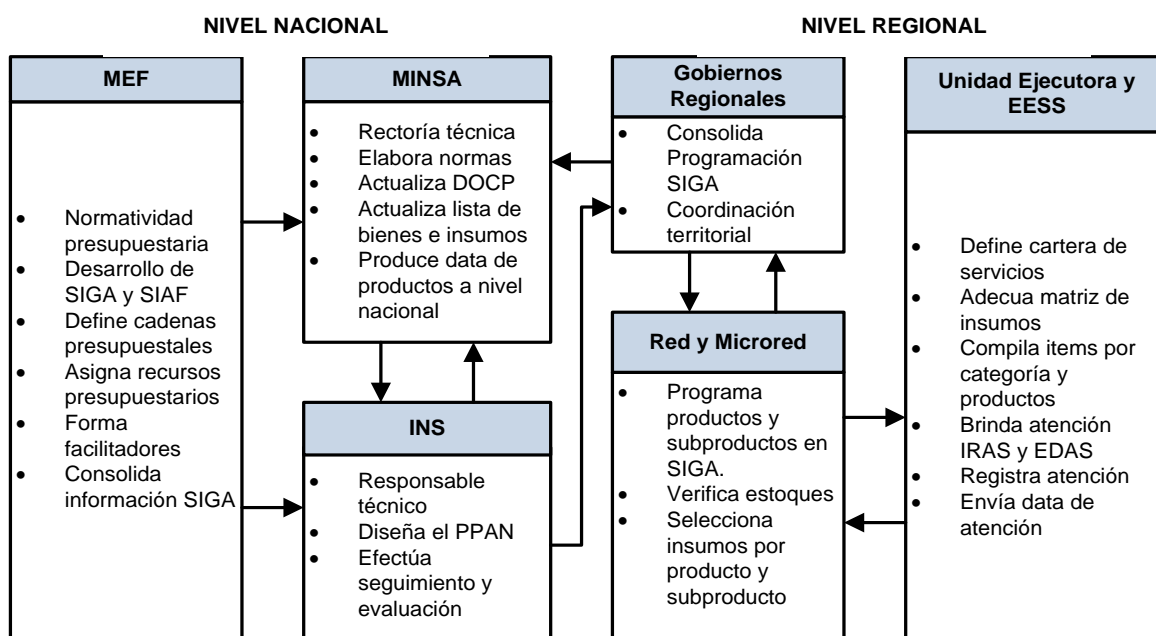 NIVEL NACIONAL
NIVEL REGIONAL
MEF
• Normatividad
presupuestaria
• Desarrollo de
SIGA y SIAF
• Define cadenas
presupuestales
• Asigna recursos
presupuestarios
• Forma
facilitadores
• Consolida
información SIGA
MINSA
• Rectoría técnica
• Elabora normas
• Actualiza DOCP
• Actualiza lista de
bienes e insumos
• Produce data de
productos a nivel
nacional
INS
• Responsable
técnico
• Diseña el PPAN
• Efectúa
seguimiento y
evaluación
Gobiernos
Regionales
• Consolida
Programación
SIGA
• Coordinación
territorial
Red y Microred
• Programa
productos y
subproductos en
SIGA.
• Verifica estoques
• Selecciona
insumos por
producto y
subproducto
Unidad Ejecutora y
EESS
• Define cartera de
servicios
• Adecua matriz de
insumos
• Compila items por
categoría y
productos
• Brinda atención
IRAS y EDAS
• Registra atención
• Envía data de
atención